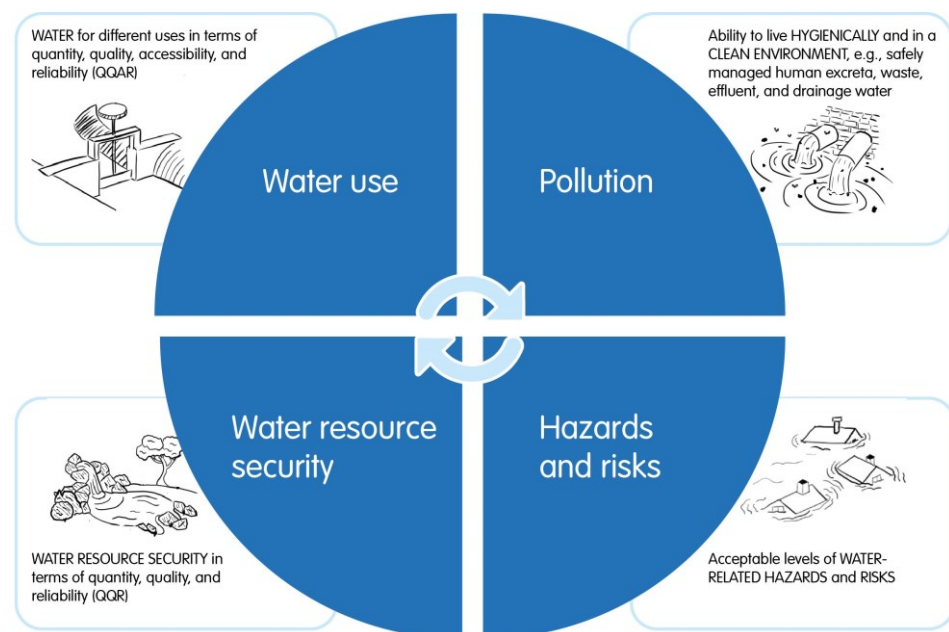 WATER for different uses in terms of
quantity, quality, accessibility, and
reliability (QQAR)
Ability to live HYGIENICALLY and in a
CLEAN ENVIRONMENT, e.g., safely
managed human excreta, waste,
effluent, and drainage water
Water use
Pollution
Water resource
security
Hazards
and risks
WATER RESOURCE SECURITY in
terms of quantity, quality, and
reliability (QQR)
Acceptable levels of WATER-
RELATED HAZARDS and RISKS